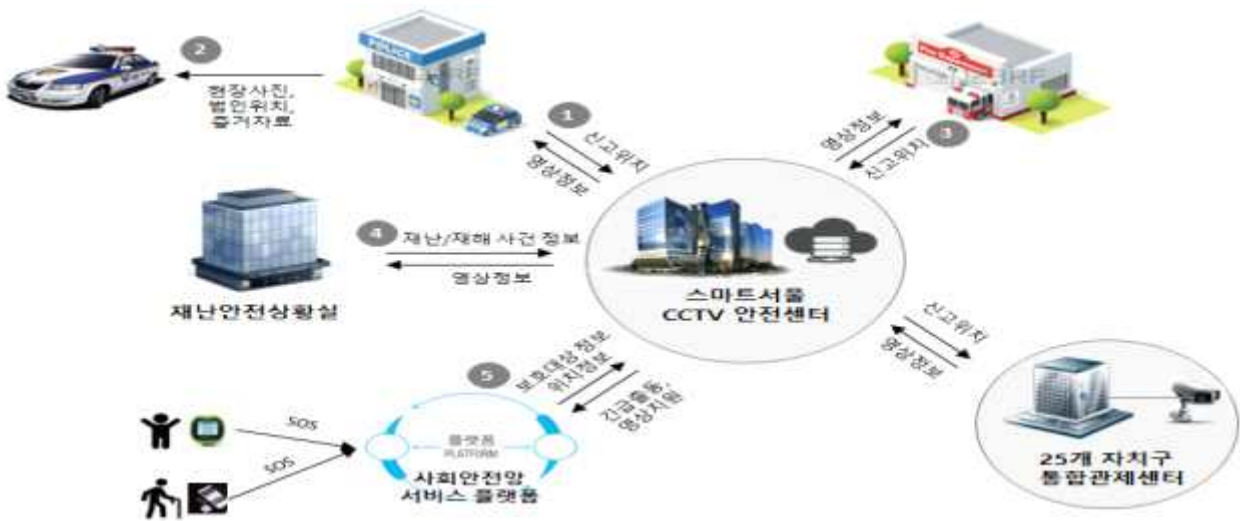 2
POLICE
현장사진,
범인위치,
증거자료
1
신고위치
영상정보
영상정보
신고위치
3
4
재난/재해 사건 정보
영상정보
재난안전상황실
스마트서울
CCTV 안전센터
신고위치
영상정보
5
보호대상 정보
위치정보
긴급출동,
영상지원
SOS
SOS
플랫폼
PLATFORM
사회안전망
서비스 플랫폼
25개 자치구
통합관제센터